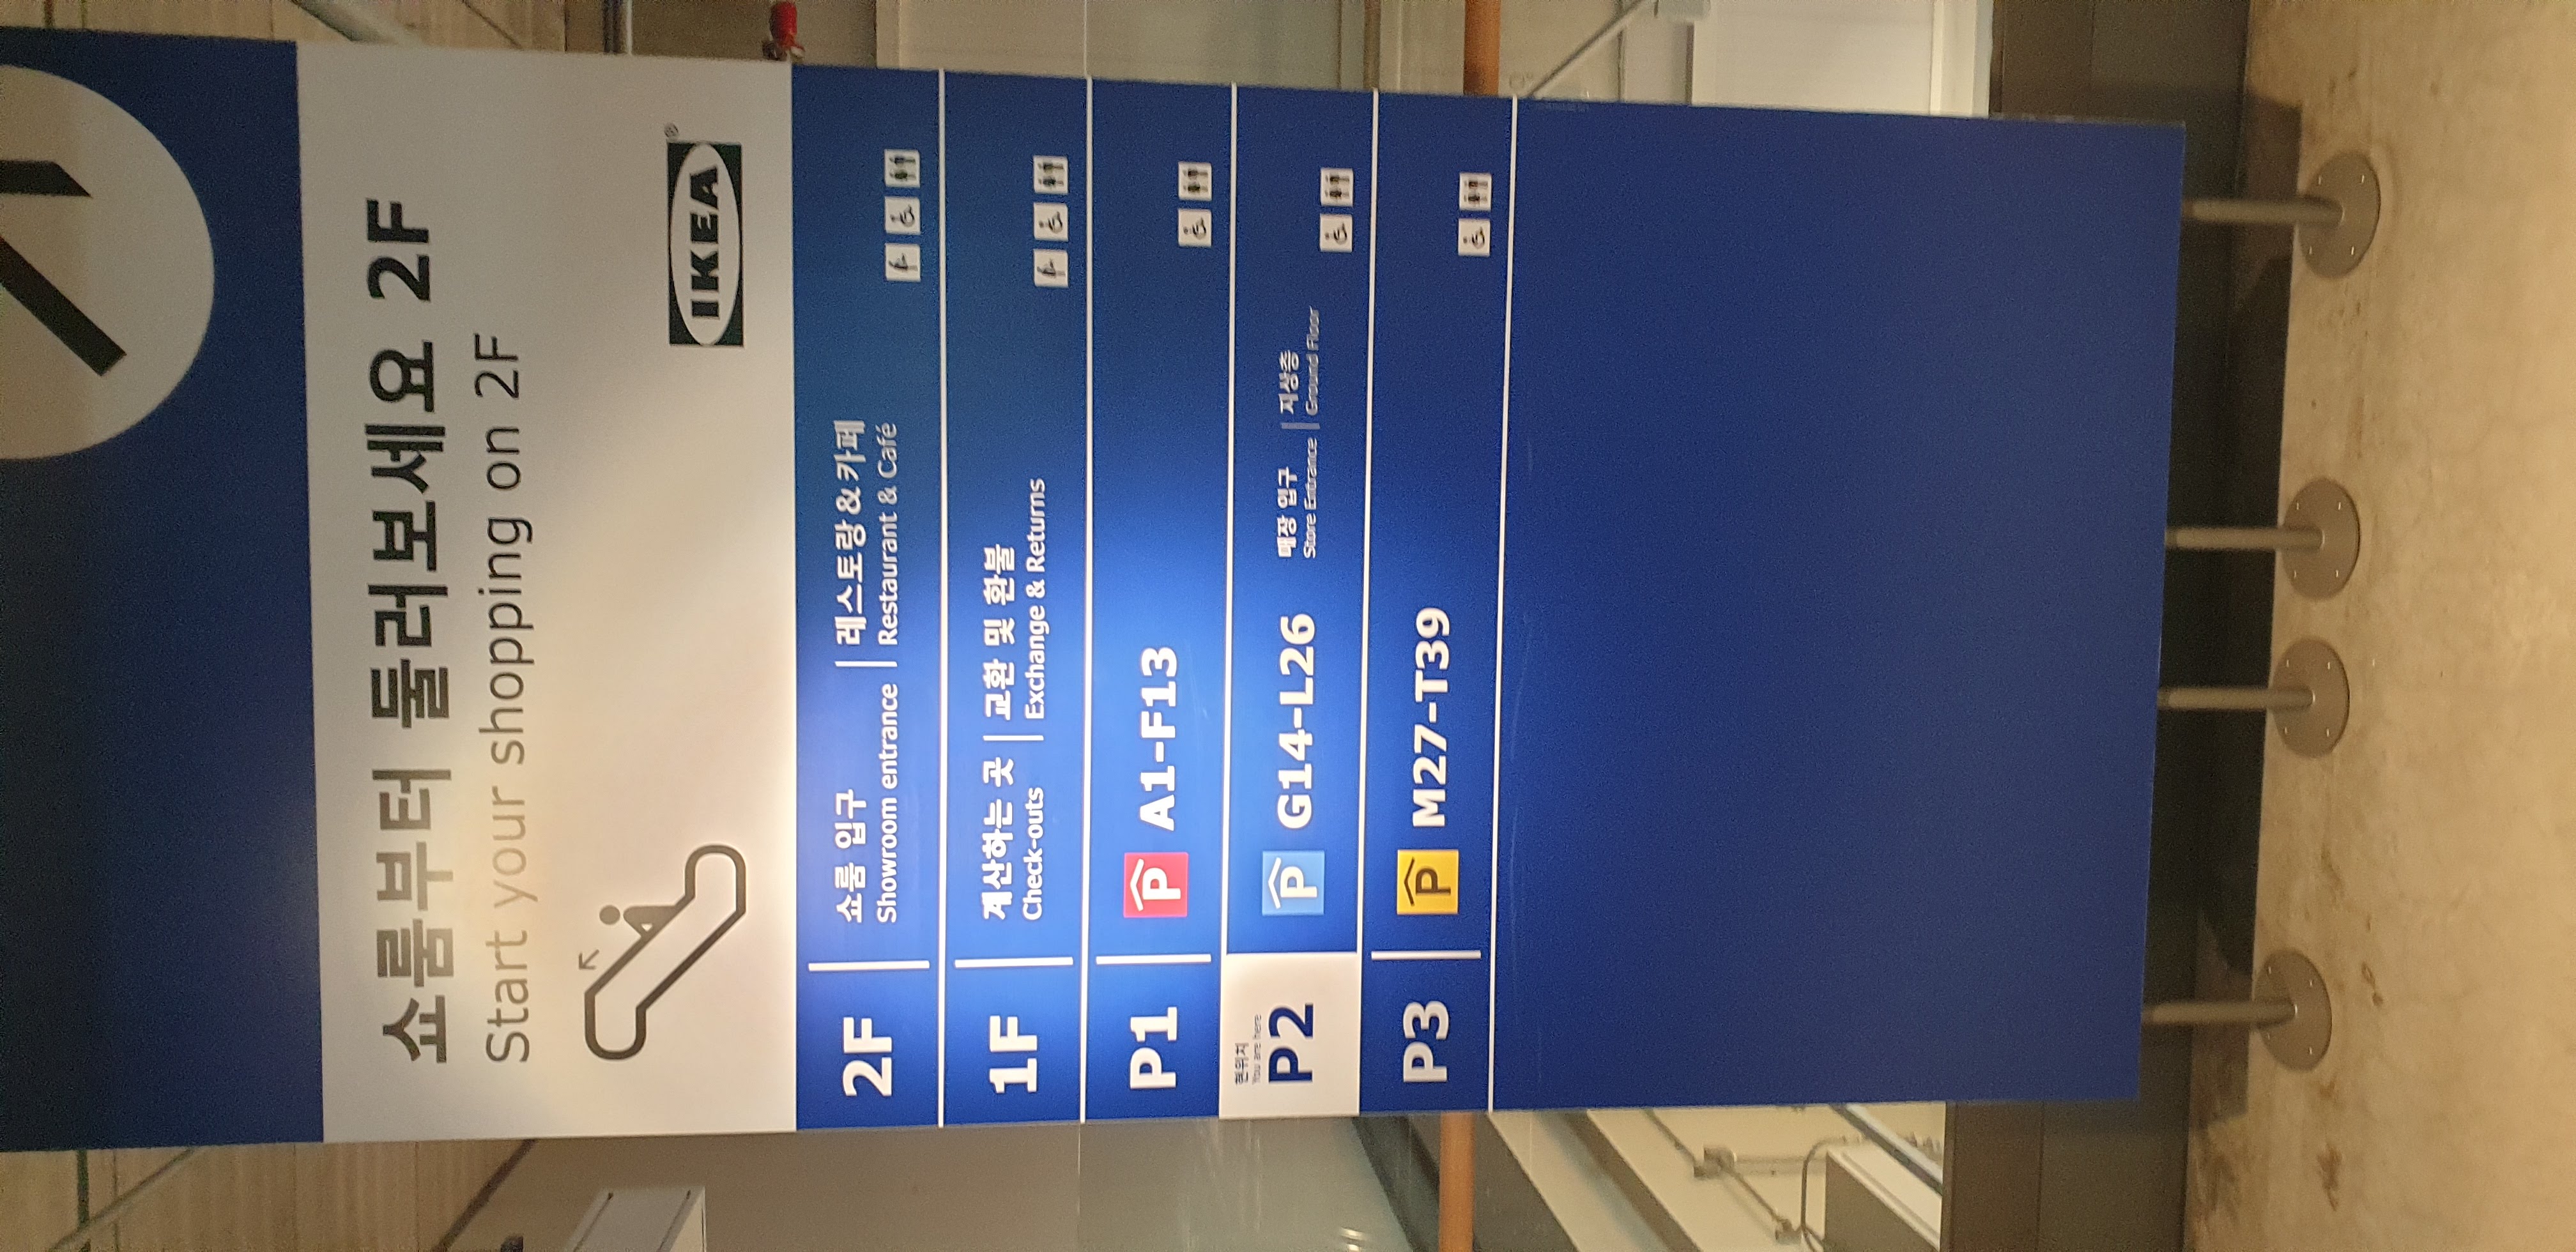 쇼룸부터 둘러보세요 2F
Start your shopping on 2F
IKEA®
2F
쇼룸 입구 | 레스토랑&카페
Showroom entrance | Restaurant & Café
1F
계산하는 곳 | 교환 및 환불
Check-outs | Exchange & Returns
P1
P A1-F13
현위치
You are here
P2
P G14-L26
매장 입구 | 지상층
Store Entrance | Ground Floor
P3
P M27-T39